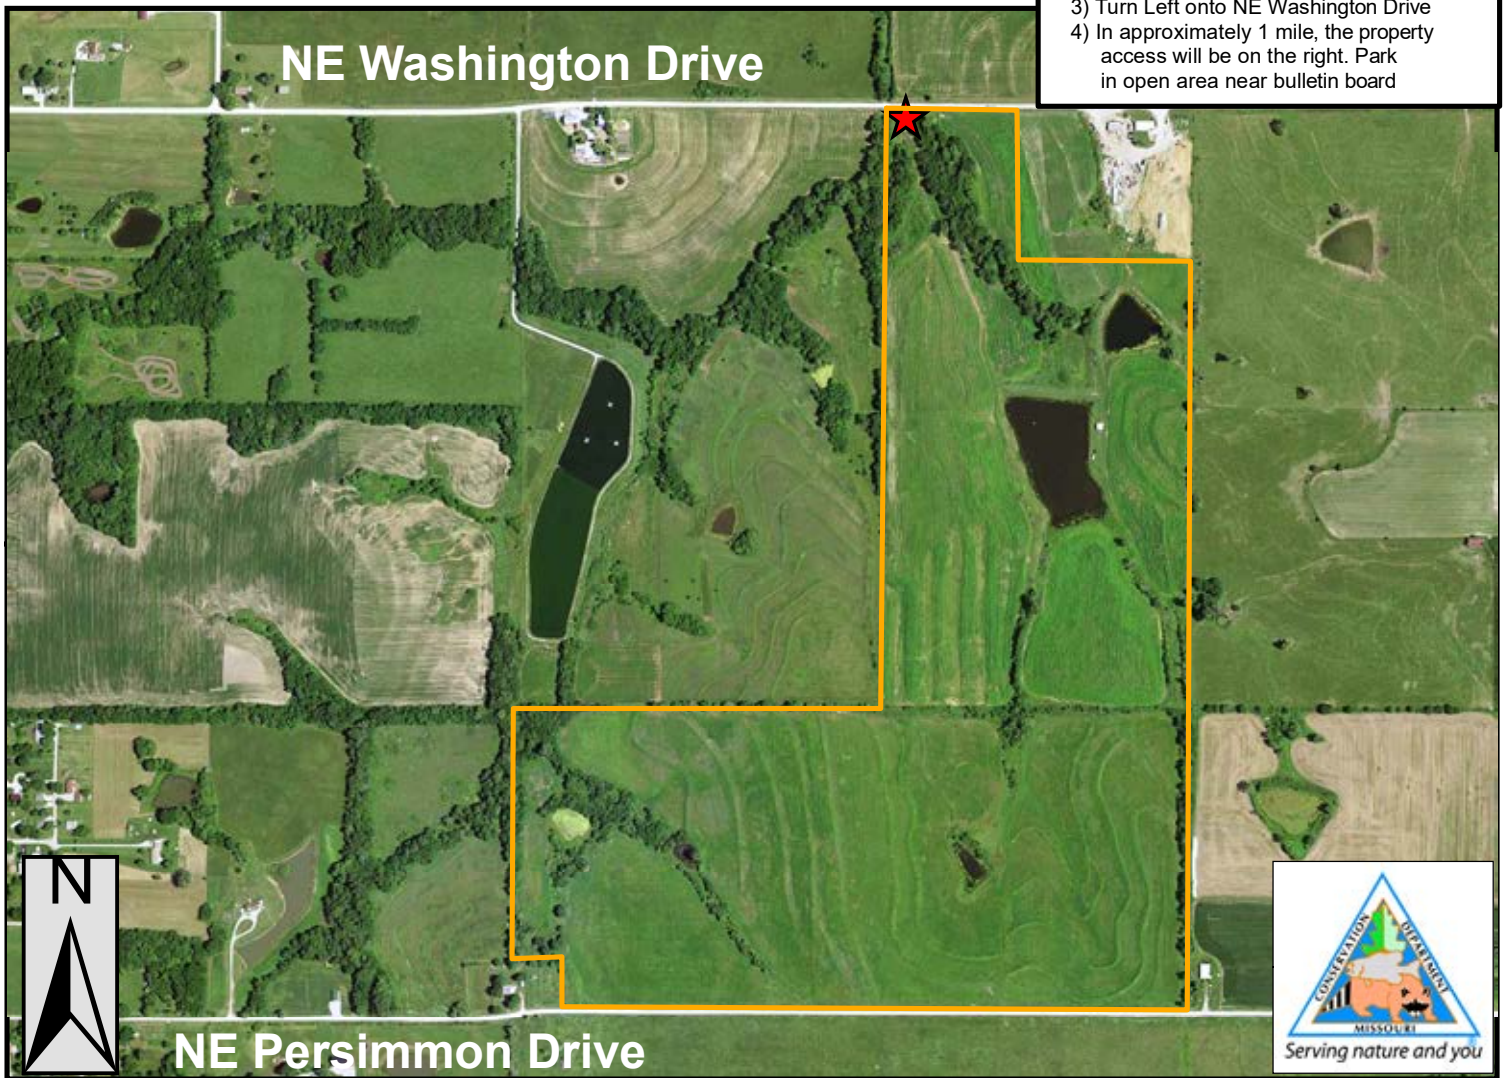 3) Turn Left onto NE Washington Drive
4) In approximately 1 mile, the property
access will be on the right. Park
in open area near bulletin board
NE Washington Drive
N
NE Persimmon Drive
CONSERVATION
DEPARTMENT
MISSOURI
Serving nature and you